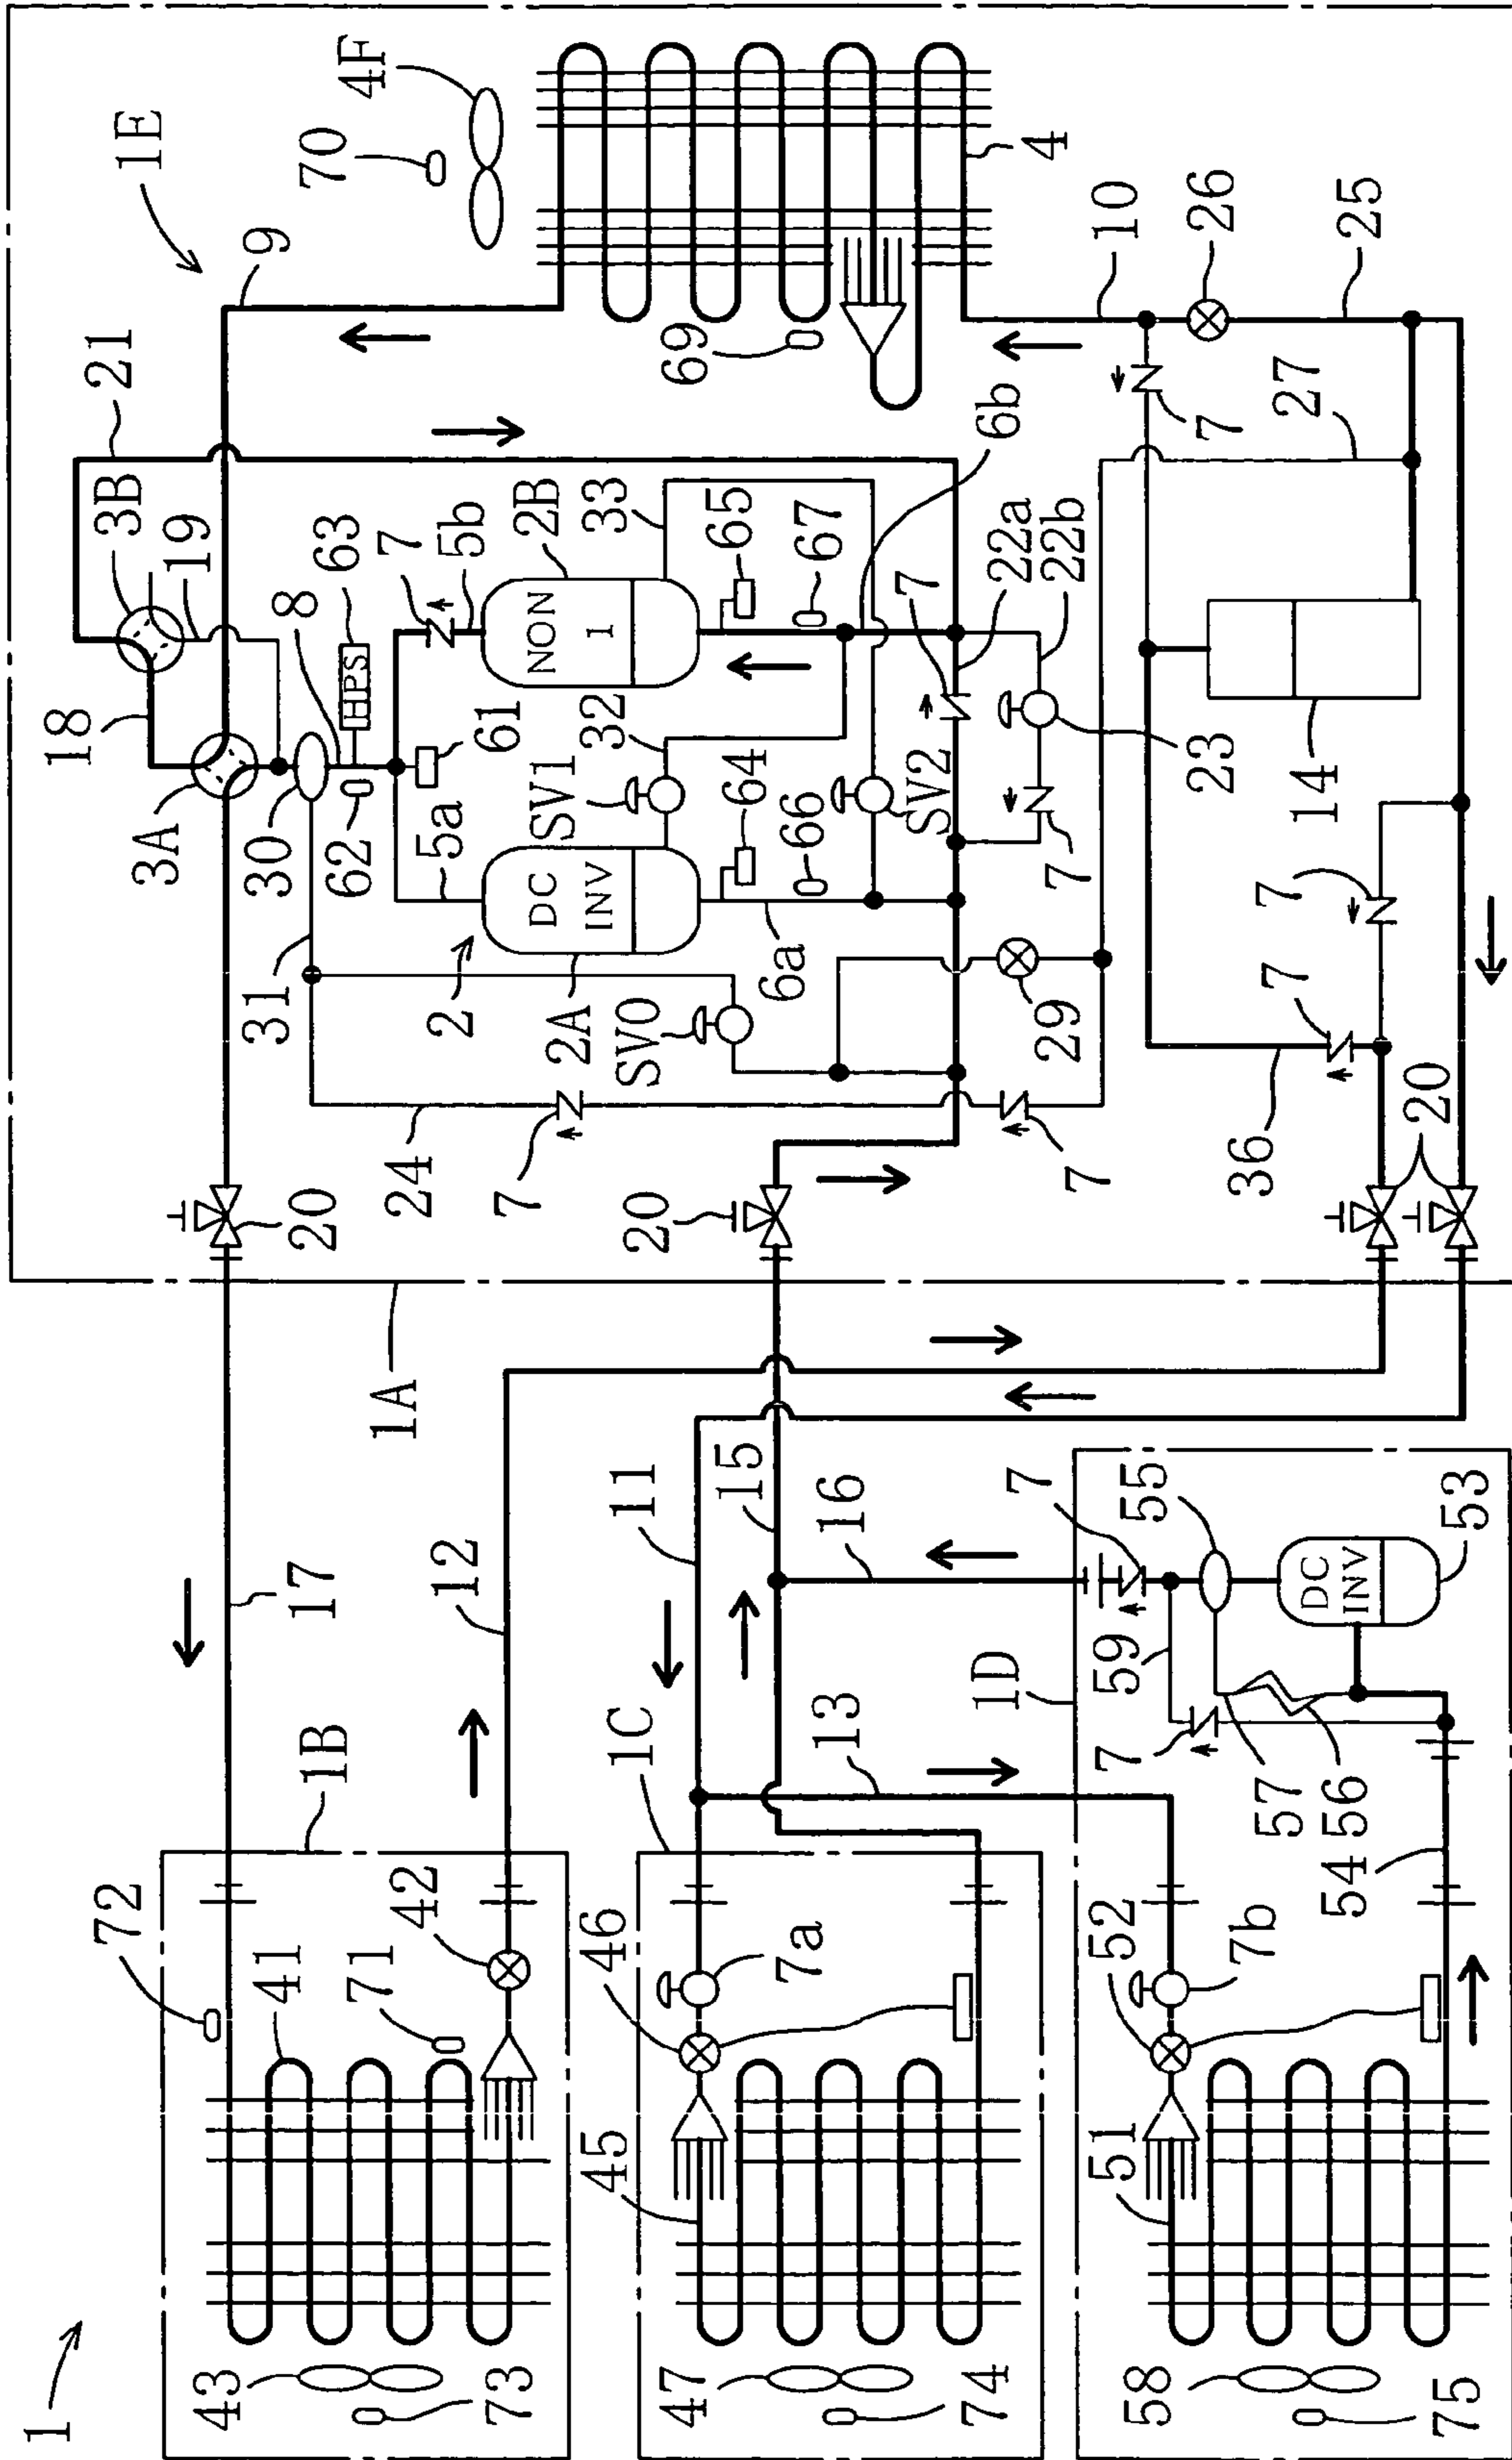 4F
70
1E
4
9
10
26
25
21
69
6b
3B
19
63
7
5b
2B
33
65
67
7
27
18
8
HPS
NON
1
22a
22b
7
3A
30
62
5a
61
SV1
32
64
66
SV2
23
14
31
2
2A
DC
INV
6a
7
7
SV0
29
7
24
7
20
20
7
36
20
1A
11
15
16
7
55
53
17
12
1D
59
DC
INV
1B
1C
13
7
57
56
54
72
41
71
42
46
7a
52
7b
45
51
1
43
73
47
74
58
75